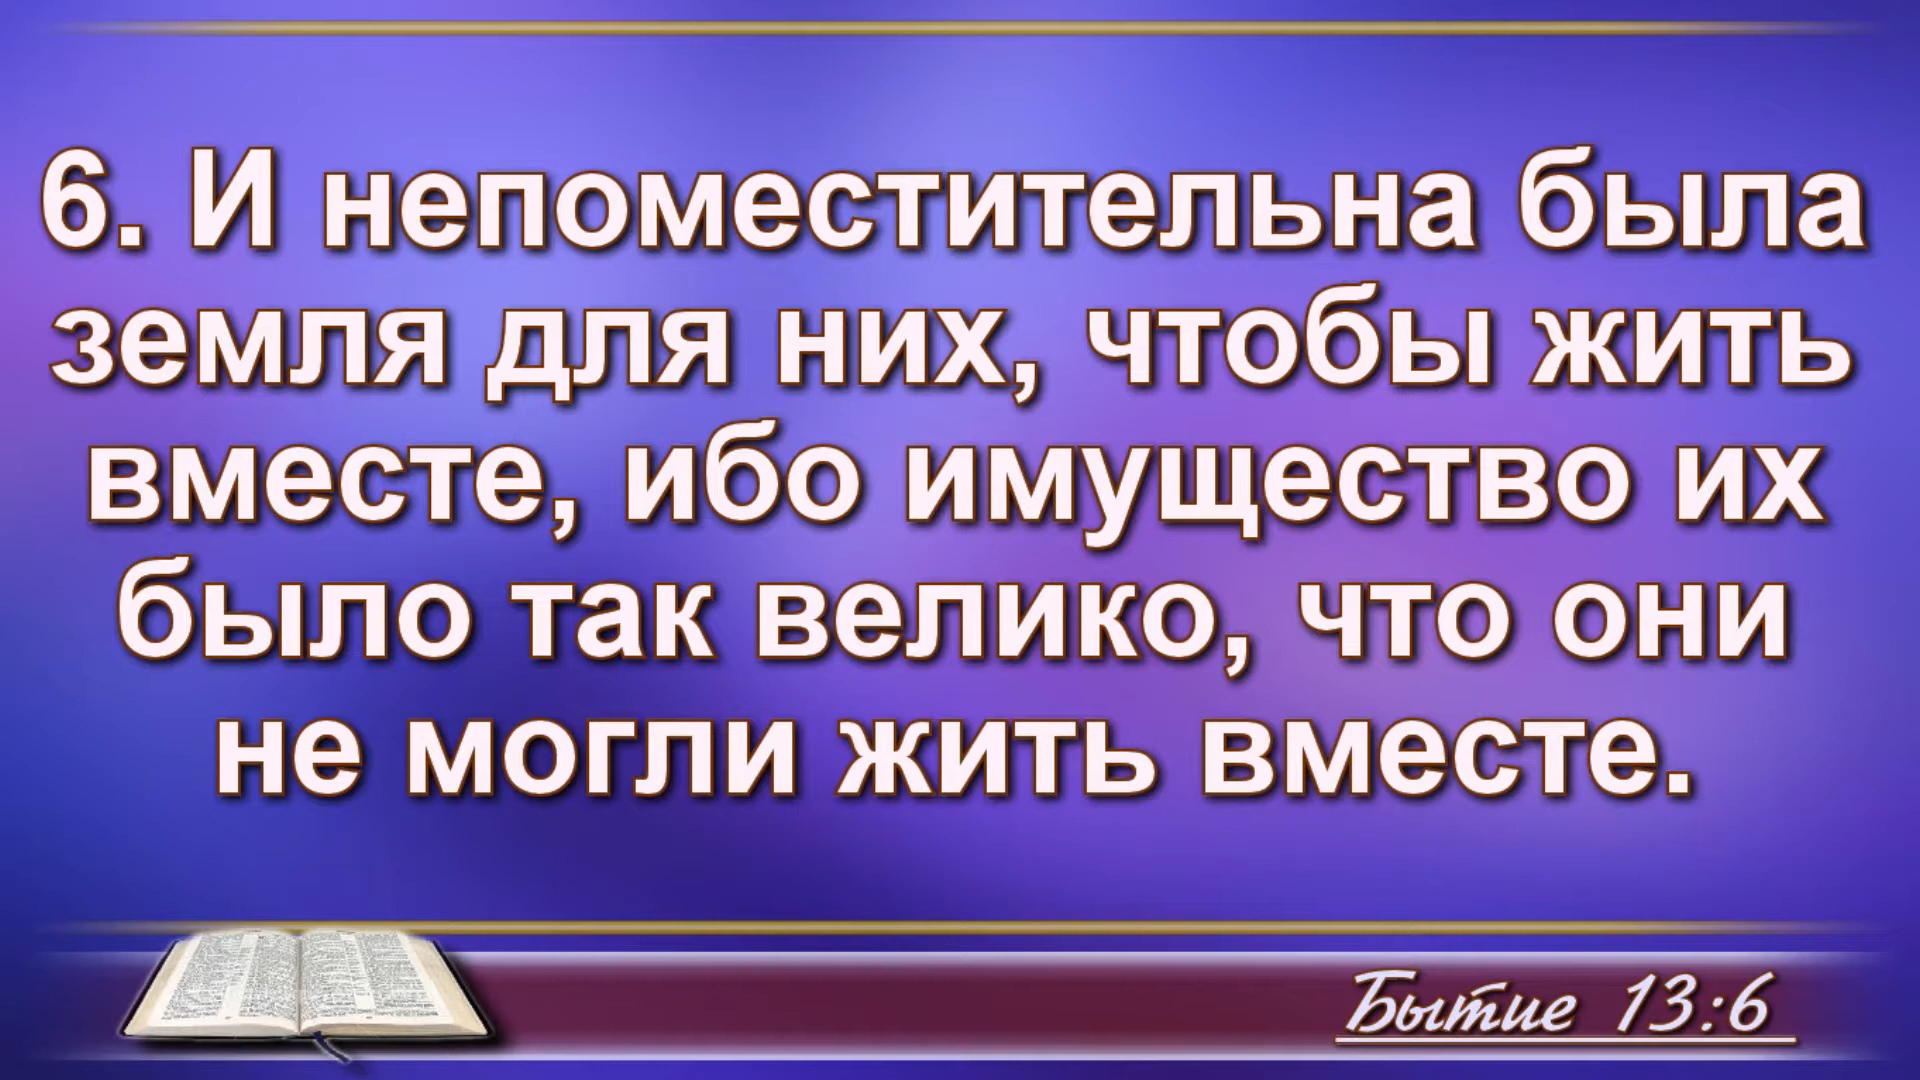 6. И непоместительна была
земля для них, чтобы жить
вместе, ибо имущество их
было так велико, что они
не могли жить вместе.
Бытие 13:6